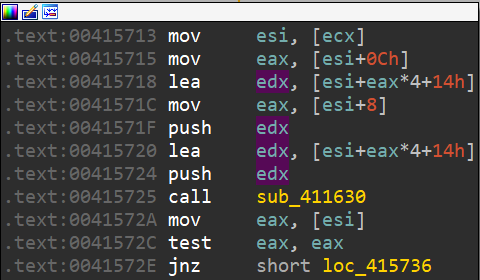 .text:00415713 mov esi, [ecx]
.text:00415715 mov eax, [esi+0Ch]
.text:00415718 lea edx, [esi+eax*4+14h]
.text:0041571C mov eax, [esi+8]
.text:0041571F push edx
.text:00415720 lea edx, [esi+eax*4+14h]
.text:00415724 push edx
.text:00415725 call sub_411630
.text:0041572A mov eax, [esi]
.text:0041572C test eax, eax
.text:0041572E jnz short loc_415736